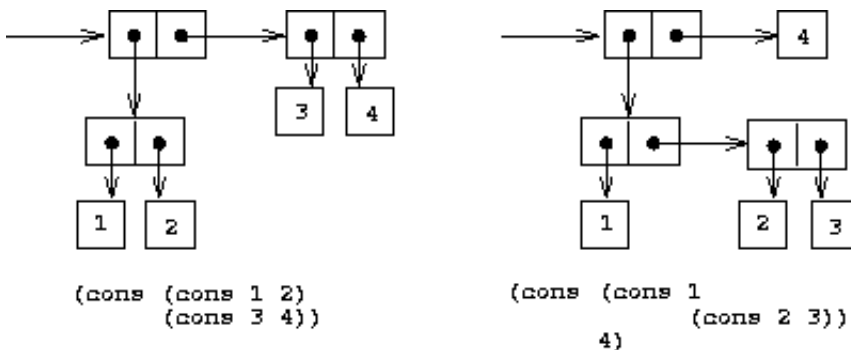 4
3 4
1 2
1 2 3
(cons (cons 1 2)
(cons 3 4))
(cons (cons 1
(cons 2 3))
4)